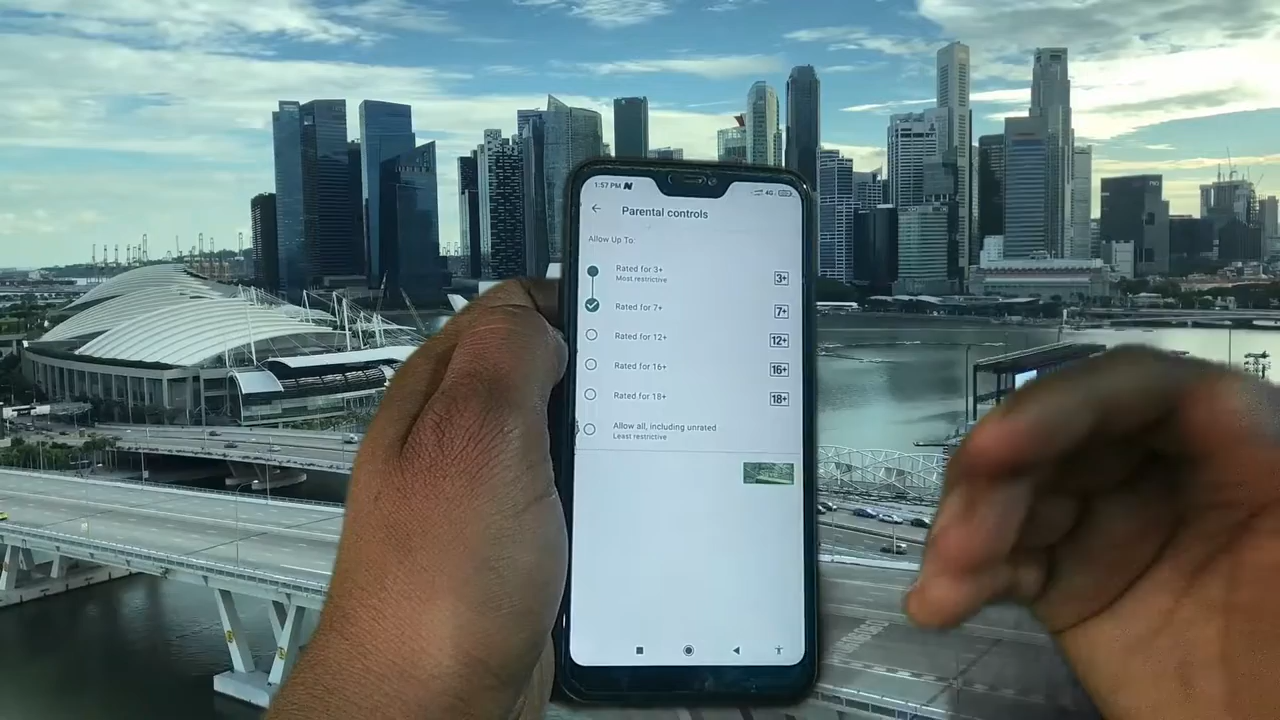 1:57 PM N
4G
Parental controls
Allow Up To:
Rated for 3+
Most restrictive
3+
Rated for 7+
7+
Rated for 12+
12+
Rated for 16+
16+
Rated for 18+
18+
Allow all, including unrated
Least restrictive